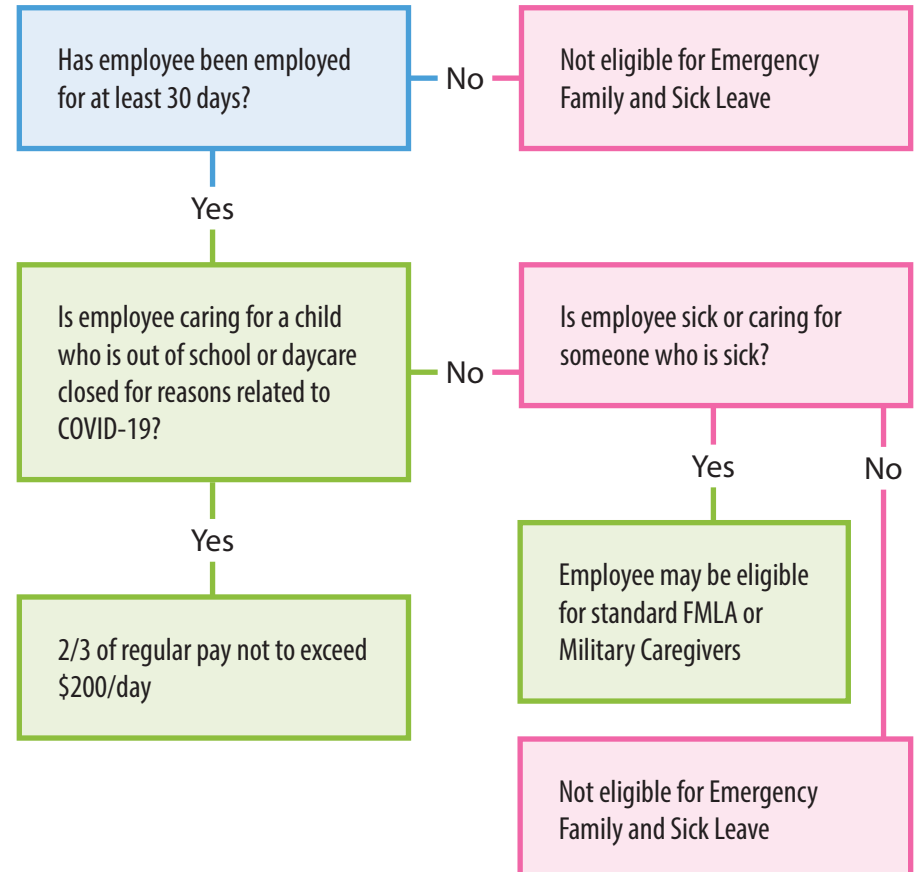 Has employee been employed
for at least 30 days?
No
Not eligible for Emergency
Family and Sick Leave
Yes
Is employee caring for a child
who is out of school or daycare
closed for reasons related to
COVID-19?
No
Is employee sick or caring for
someone who is sick?
Yes
No
Yes
Employee may be eligible
for standard FMLA or
Military Caregivers
2/3 of regular pay not to exceed
$200/day
Not eligible for Emergency
Family and Sick Leave